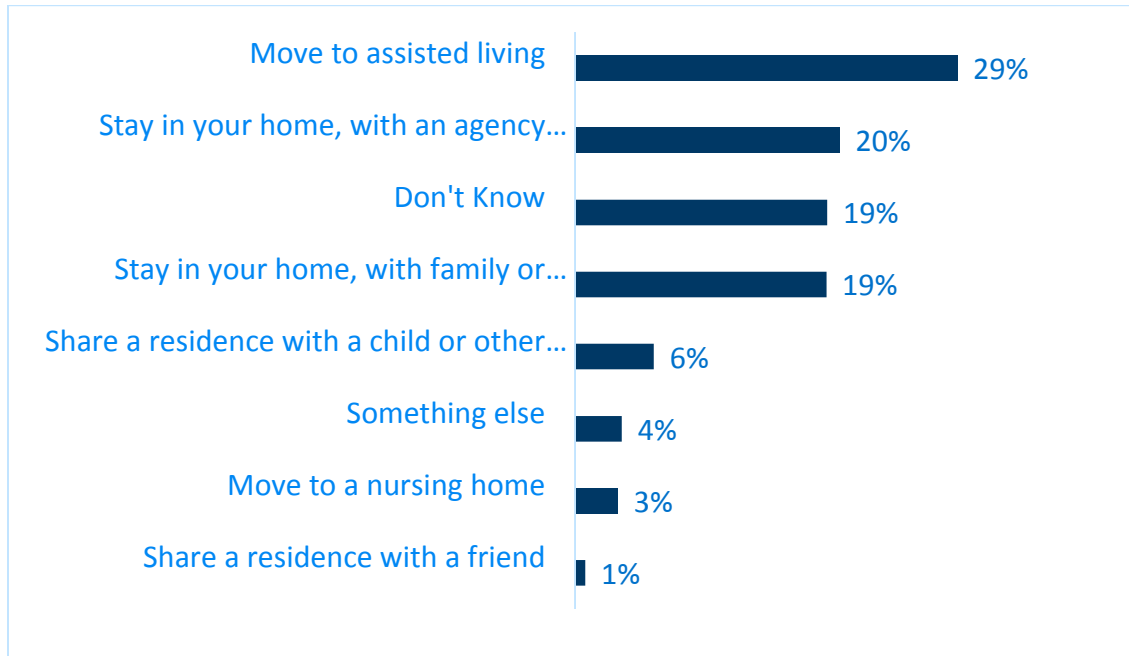 Move to assisted living 29%
Stay in your home, with an agency… 20%
Don't Know 19%
Stay in your home, with family or… 19%
Share a residence with a child or other… 6%
Something else 4%
Move to a nursing home 3%
Share a residence with a friend 1%